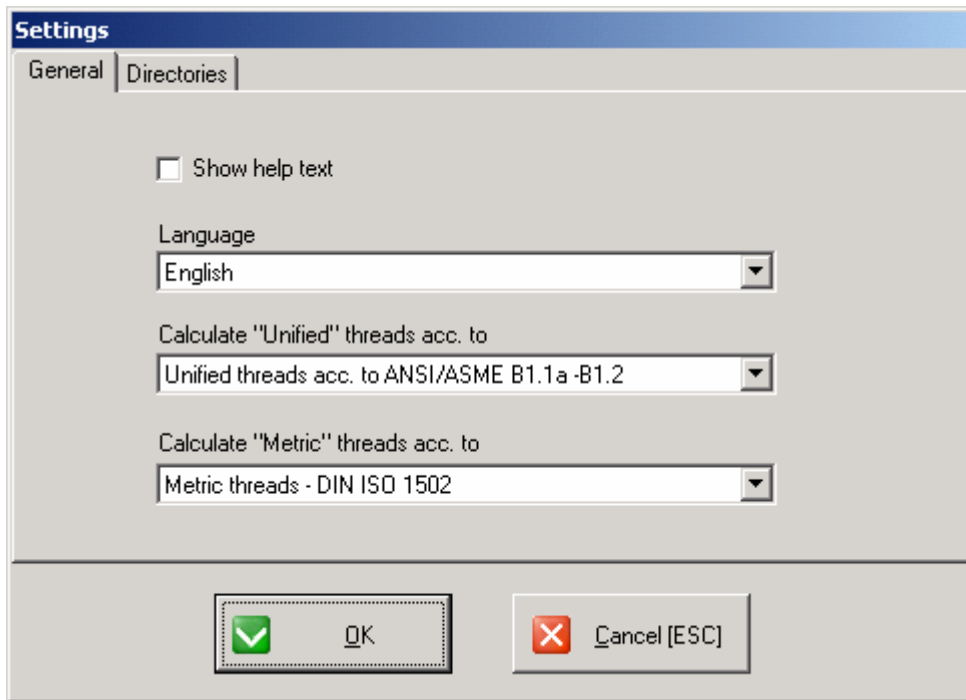 Settings
General
Directories
Show help text
Language
English
Calculate "Unified" threads acc. to
Unified threads acc. to ANSI/ASME B1.1a -B1.2
Calculate "Metric" threads acc. to
Metric threads - DIN ISO 1502
OK
Cancel [ESC]